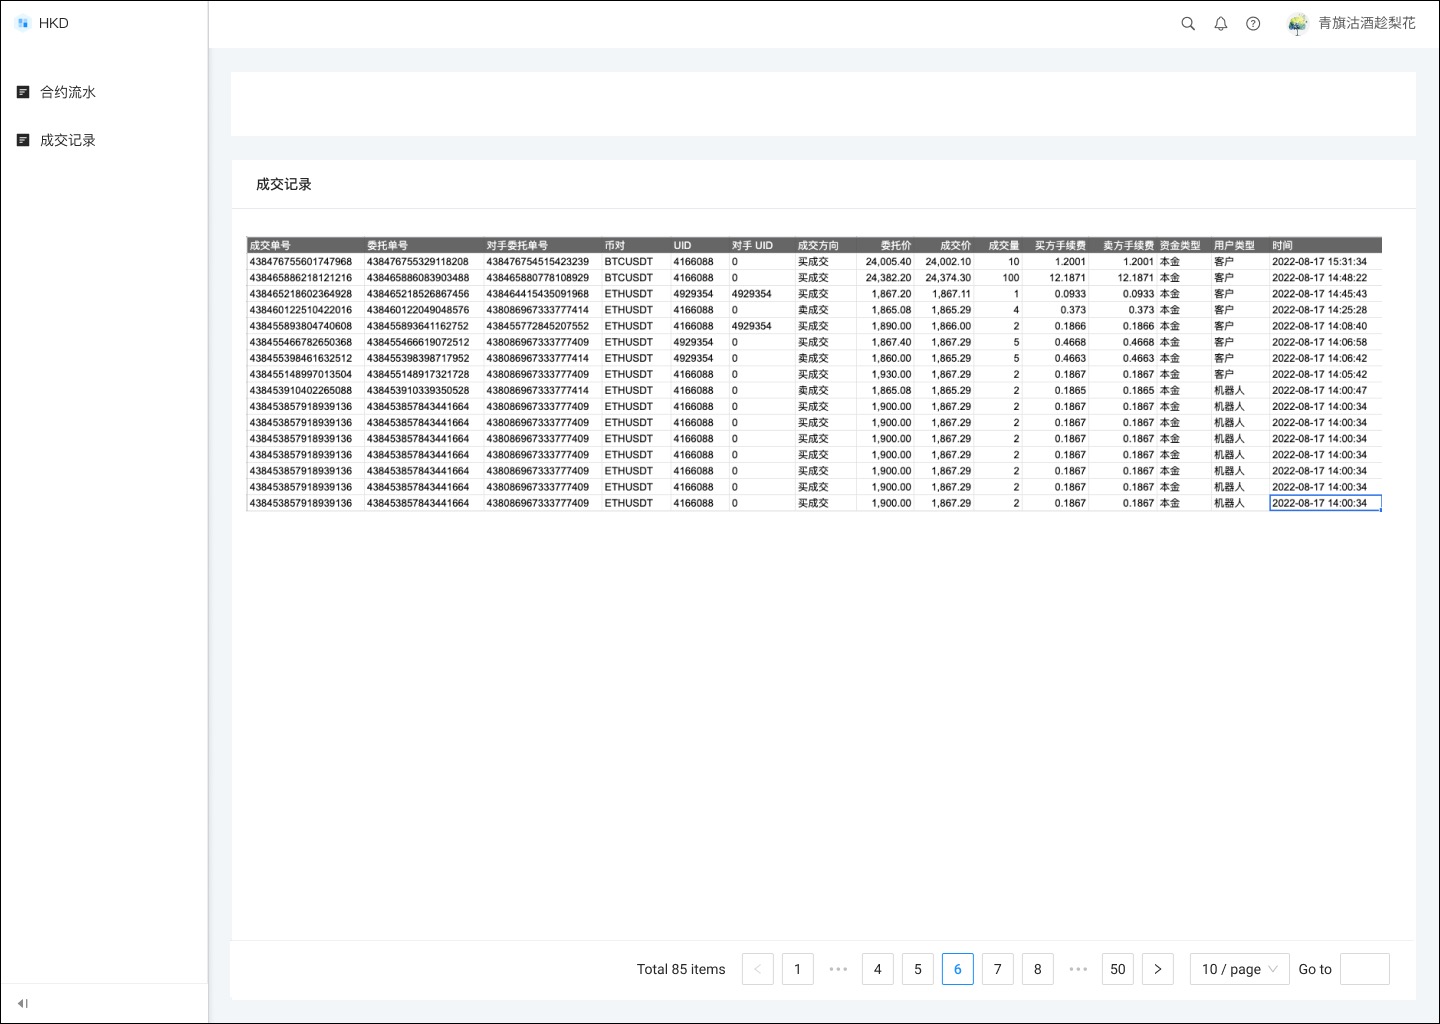 HKD
青旗沽酒趁梨花
合约流水
成交记录
成交记录
成交单号 委托单号 对手委托单号 币对 UID 对手 UID 成交方向 委托价 成交价 成交量 买方手续费 卖方手续费 资金类型 用户类型 时间
438476755601747968 438476755329118208 438476754515423239 BTCUSDT 4166088 0 买成交 24,005.40 24,002.10 10 1.2001 1.2001 本金 客户 2022-08-17 15:31:34
438465886218121216 438465886083903488 438465880778108929 BTCUSDT 4166088 0 买成交 24,382.20 24,374.30 100 12.1871 12.1871 本金 客户 2022-08-17 14:48:22
438465218602364928 438465218526867456 438464415435091968 ETHUSDT 4929354 4929354 买成交 1,867.20 1,867.11 1 0.0933 0.0933 本金 客户 2022-08-17 14:45:43
438460122510422016 438460122049048576 438086967333777414 ETHUSDT 4166088 0 卖成交 1,865.08 1,865.29 4 0.373 0.373 本金 客户 2022-08-17 14:25:28
438455893804740608 438455893641162752 438455772845207552 ETHUSDT 4166088 4929354 买成交 1,890.00 1,866.00 2 0.1866 0.1866 本金 客户 2022-08-17 14:08:40
438455466782650368 438455466619072512 438086967333777409 ETHUSDT 4929354 0 买成交 1,867.40 1,867.29 5 0.4668 0.4668 本金 客户 2022-08-17 14:06:58
438455398461632512 438455398398717952 438086967333777414 ETHUSDT 4929354 0 卖成交 1,860.00 1,865.29 5 0.4663 0.4663 本金 客户 2022-08-17 14:06:42
438455148997013504 438455148917321728 438086967333777409 ETHUSDT 4166088 0 买成交 1,930.00 1,867.29 2 0.1867 0.1867 本金 客户 2022-08-17 14:05:42
438453910402265088 438453910339350528 438086967333777414 ETHUSDT 4166088 0 卖成交 1,865.08 1,865.29 2 0.1865 0.1865 本金 机器人 2022-08-17 14:00:47
438453857918939136 438453857843441664 438086967333777409 ETHUSDT 4166088 0 买成交 1,900.00 1,867.29 2 0.1867 0.1867 本金 机器人 2022-08-17 14:00:34
438453857918939136 438453857843441664 438086967333777409 ETHUSDT 4166088 0 买成交 1,900.00 1,867.29 2 0.1867 0.1867 本金 机器人 2022-08-17 14:00:34
438453857918939136 438453857843441664 438086967333777409 ETHUSDT 4166088 0 买成交 1,900.00 1,867.29 2 0.1867 0.1867 本金 机器人 2022-08-17 14:00:34
438453857918939136 438453857843441664 438086967333777409 ETHUSDT 4166088 0 买成交 1,900.00 1,867.29 2 0.1867 0.1867 本金 机器人 2022-08-17 14:00:34
438453857918939136 438453857843441664 438086967333777409 ETHUSDT 4166088 0 买成交 1,900.00 1,867.29 2 0.1867 0.1867 本金 机器人 2022-08-17 14:00:34
438453857918939136 438453857843441664 438086967333777409 ETHUSDT 4166088 0 买成交 1,900.00 1,867.29 2 0.1867 0.1867 本金 机器人 2022-08-17 14:00:34
438453857918939136 438453857843441664 438086967333777409 ETHUSDT 4166088 0 买成交 1,900.00 1,867.29 2 0.1867 0.1867 本金 机器人 2022-08-17 14:00:34
Total 85 items < 1 ••• 4 5 6 7 8 ••• 50 > 10 / page Go to